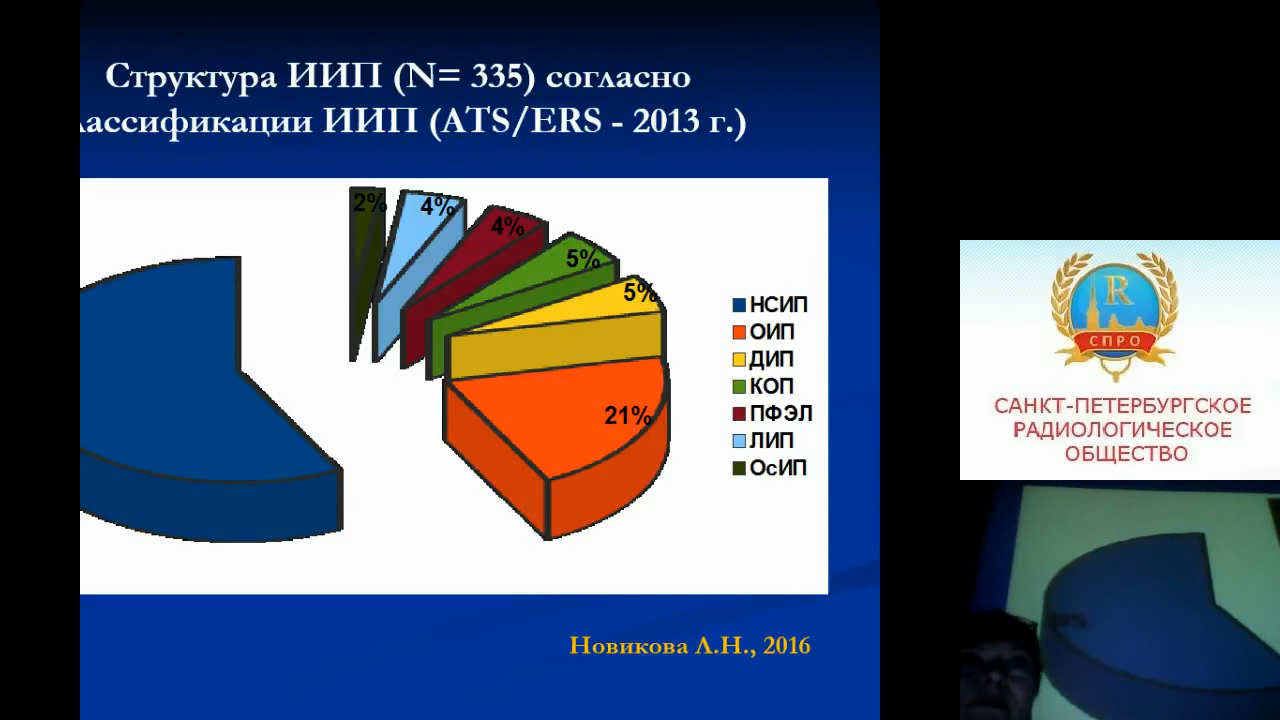 Структура ИИП (N= 335) согласно
лассификации ИИП (ATS/ERS - 2013 г.)
2%
4%
4%
5%
5%
21%
НСИП
ОИП
ДИП
КОП
ПФЭЛ
ЛИП
ОсИП
Новикова Л.Н., 2016
R
СПРО
САНКТ-ПЕТЕРБУРГСКОЕ
РАДИОЛОГИЧЕСКОЕ
ОБЩЕСТВО